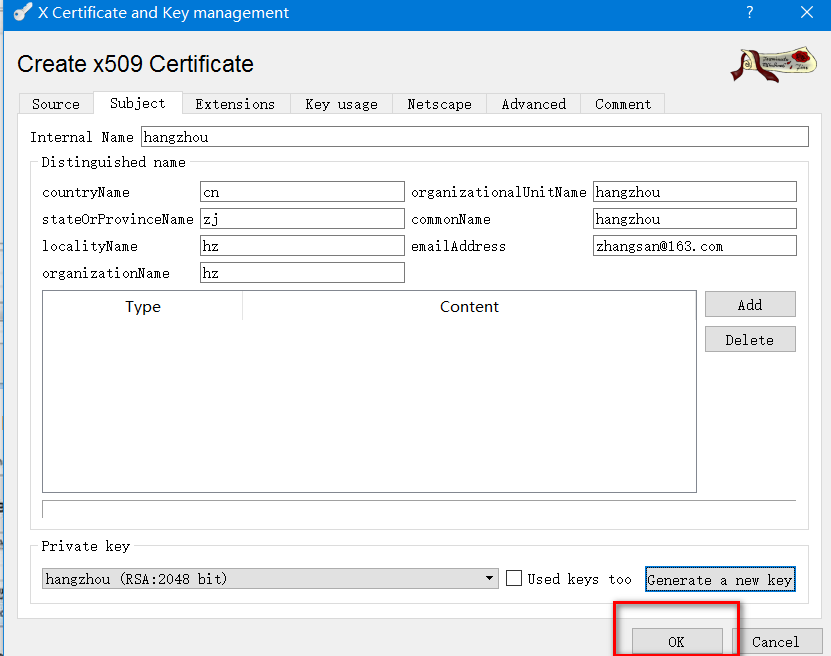 X Certificate and Key management
?
Create x509 Certificate
Source Subject Extensions Key usage Netscape Advanced Comment
Internal Name hangzhou
Distinguished name
countryName cn organizationalUnitName hangzhou
stateOrProvinceName zj commonName hangzhou
localityName hz emailAddress zhangsan@163.com
organizationName hz
Type Content
Add
Delete
Private key
hangzhou (RSA:2048 bit) Used keys too Generate a new key
OK Cancel